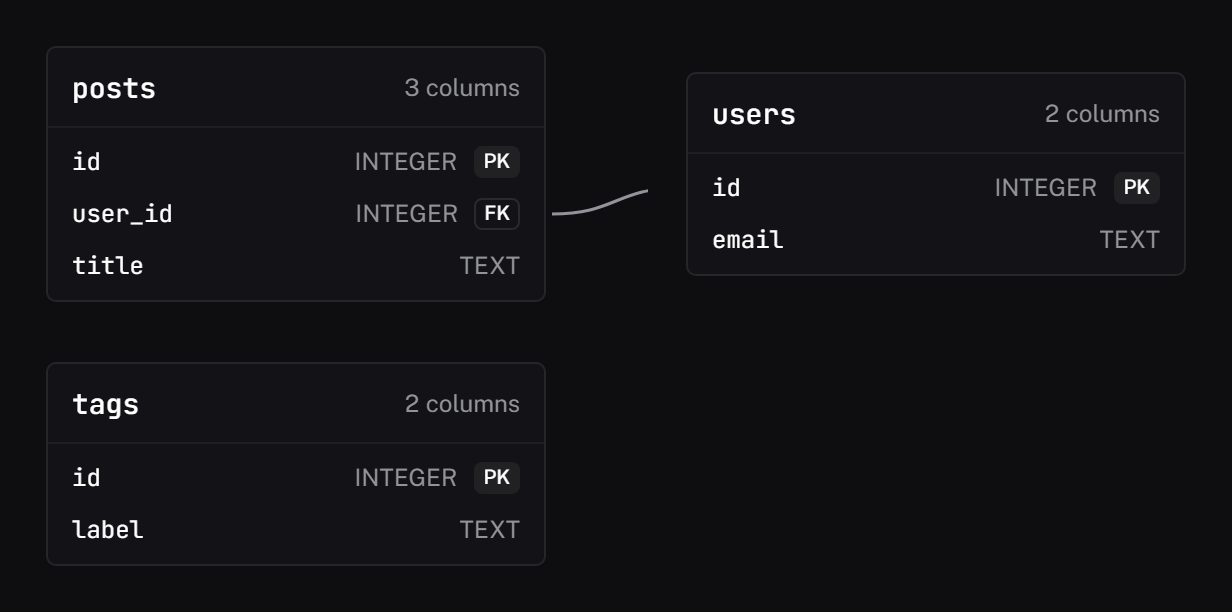 posts 3 columns
id INTEGER PK
user_id INTEGER FK
title TEXT
users 2 columns
id INTEGER PK
email TEXT
tags 2 columns
id INTEGER PK
label TEXT